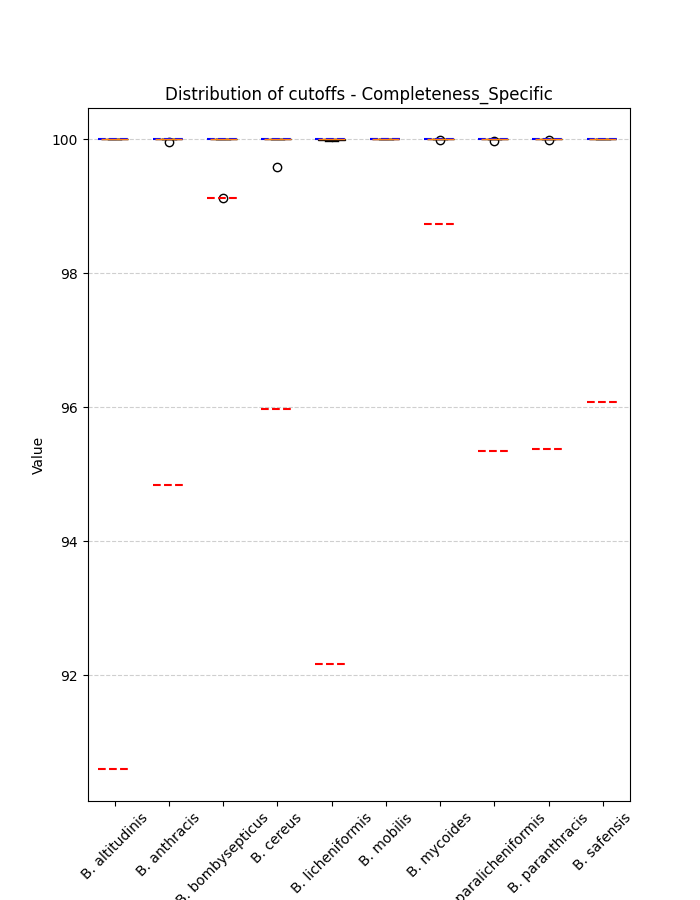 Distribution of cutoffs - Completeness_Specific
Value
100
98
96
94
92
B. altitudinis
B. anthracis
B. bombysepticus
B. cereus
B. licheniformis
B. mobilis
B. mycoides
paralicheniformis
B. paranthracis
B. safensis